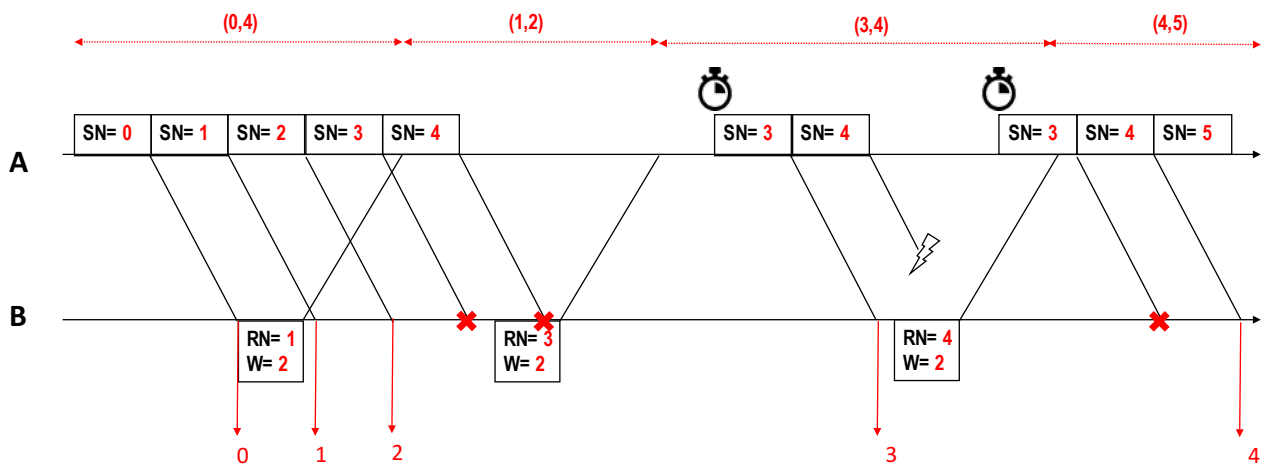 (0,4) (1,2) (3,4) (4,5)
SN= 0 SN= 1 SN= 2 SN= 3 SN= 4 SN= 3 SN= 4 SN= 3 SN= 4 SN= 5
A
B
RN= 1 RN= 3 RN= 4
W= 2 W= 2 W= 2
0 1 2 3 4